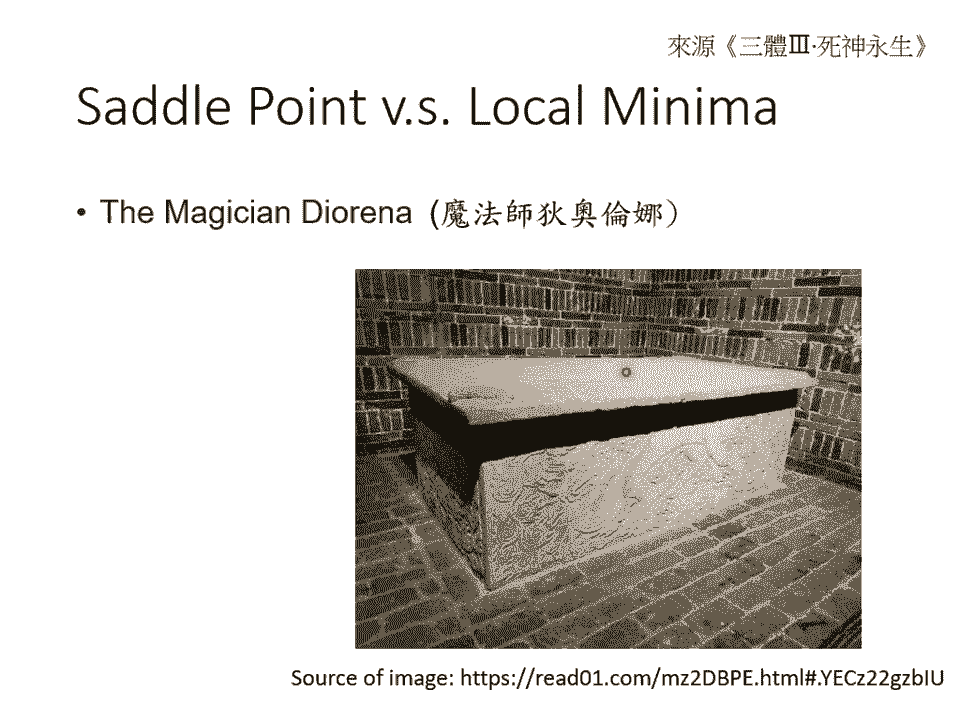 來源《三體Ⅲ·死神永生》
Saddle Point v.s. Local Minima
• The Magician Diorena (魔法師狄奧倫娜)
Source of image: https://read01.com/mz2DBPE.html#.YECz22gzbIU